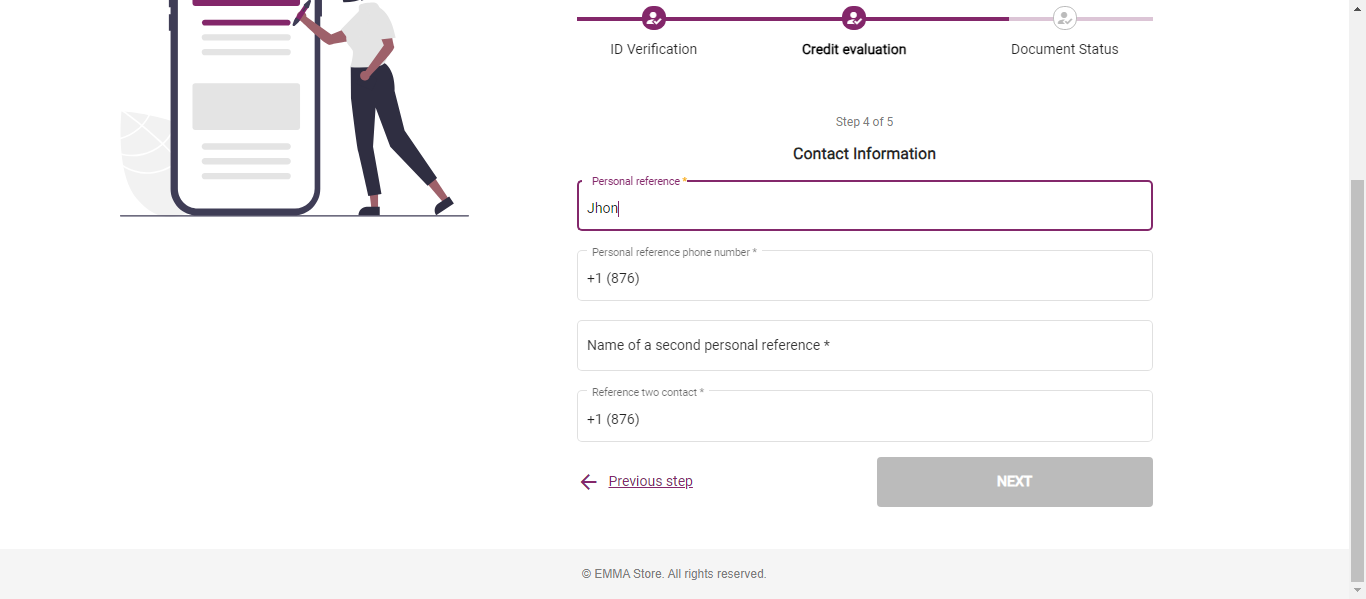 ID Verification
Credit evaluation
Document Status
Step 4 of 5
Contact Information
Personal reference *
Jhon
Personal reference phone number *
+1 (876)
Name of a second personal reference *
Reference two contact *
+1 (876)
Previous step
NEXT
© EMMA Store. All rights reserved.